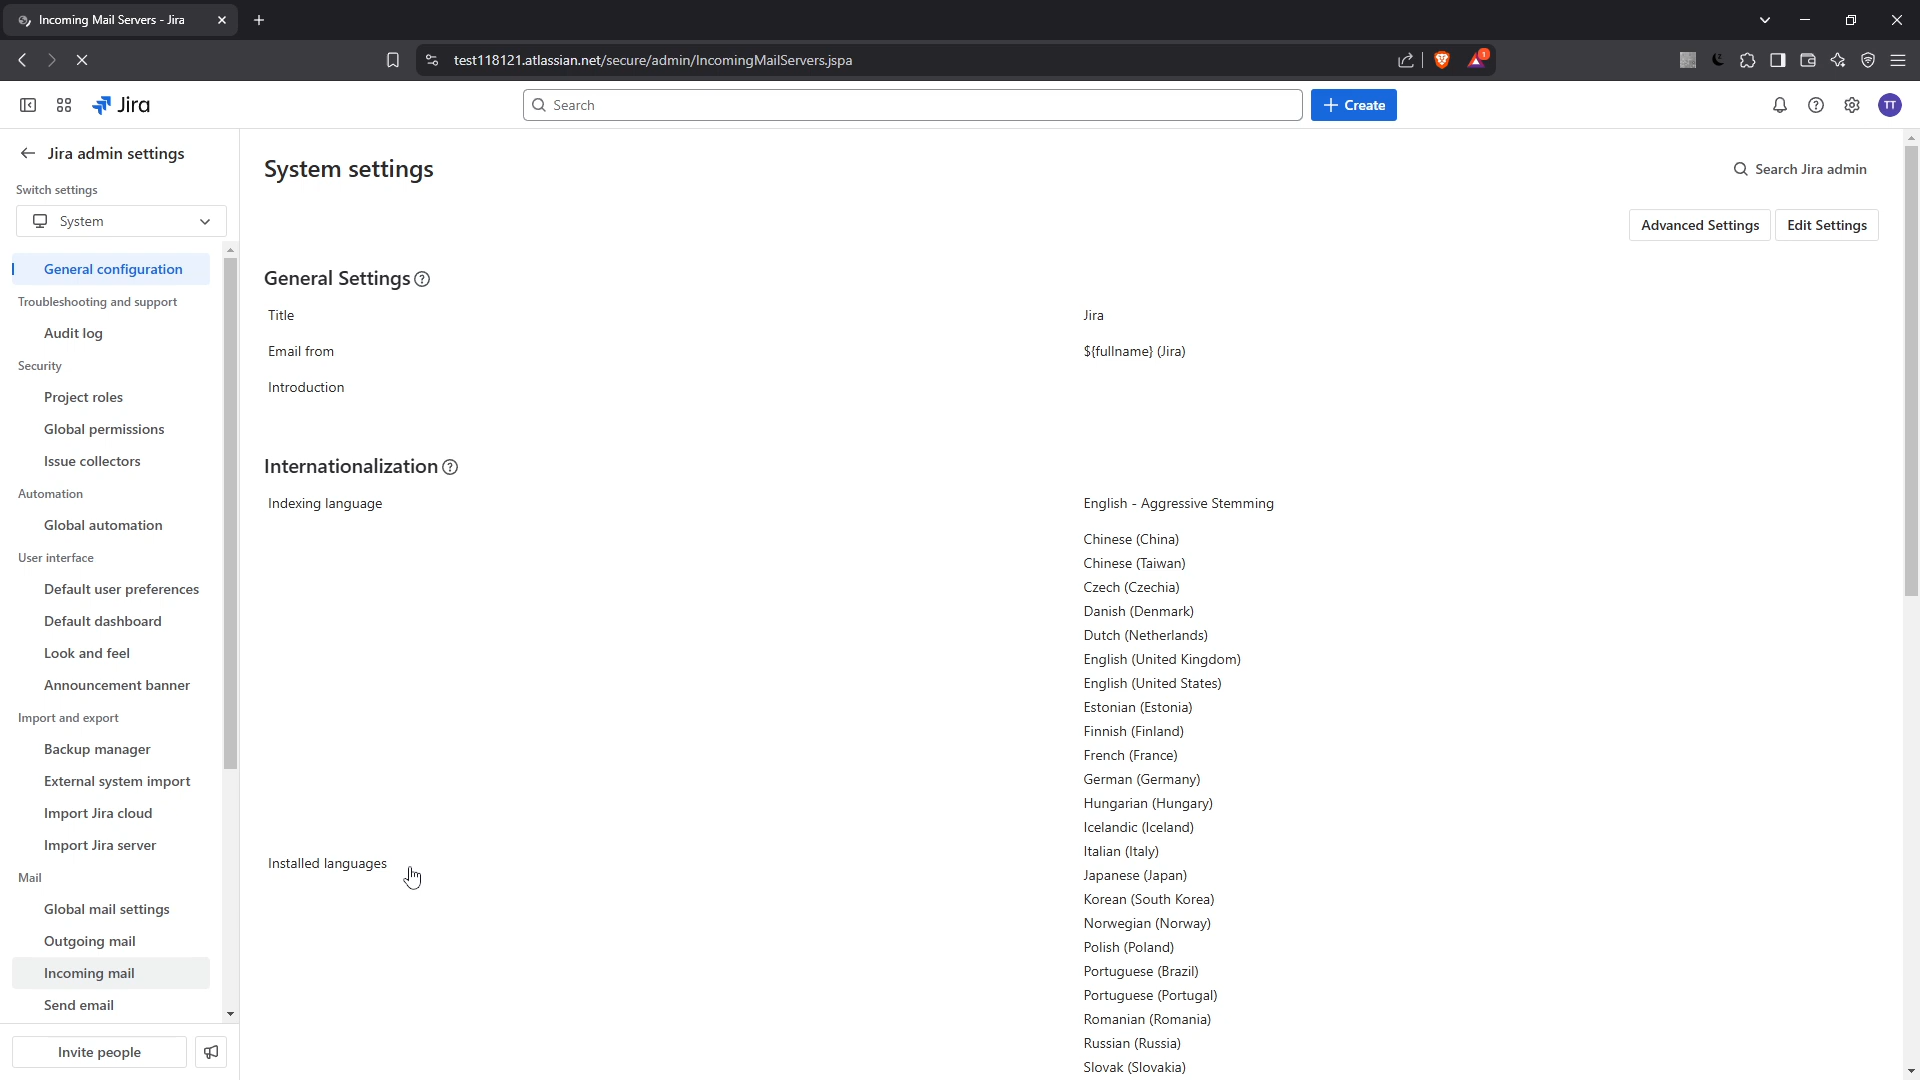 Incoming Mail Servers - Jira
test118121.atlassian.net/secure/admin/IncomingMailServers.jspa
1
Jira
Search
Create
TT
Jira admin settings
Switch settings
System
General configuration
Troubleshooting and support
Audit log
Security
Project roles
Global permissions
Issue collectors
Automation
Global automation
User interface
Default user preferences
Default dashboard
Look and feel
Announcement banner
Import and export
Backup manager
External system import
Import Jira cloud
Import Jira server
Mail
Global mail settings
Outgoing mail
Incoming mail
Send email
Invite people
System settings
Search Jira admin
Advanced Settings
Edit Settings
General Settings
Title Jira
Email from ${fullname} (Jira)
Introduction
Internationalization
Indexing language English - Aggressive Stemming
Chinese (China)
Chinese (Taiwan)
Czech (Czechia)
Danish (Denmark)
Dutch (Netherlands)
English (United Kingdom)
English (United States)
Estonian (Estonia)
Finnish (Finland)
French (France)
German (Germany)
Hungarian (Hungary)
Icelandic (Iceland)
Italian (Italy)
Installed languages
Japanese (Japan)
Korean (South Korea)
Norwegian (Norway)
Polish (Poland)
Portuguese (Brazil)
Portuguese (Portugal)
Romanian (Romania)
Russian (Russia)
Slovak (Slovakia)